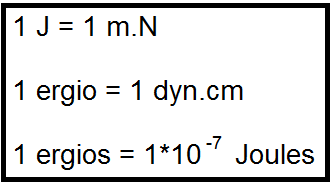 1 J = 1 m.N
1 ergio = 1 dyn.cm
1 ergios = 1*10⁻⁷ Joules